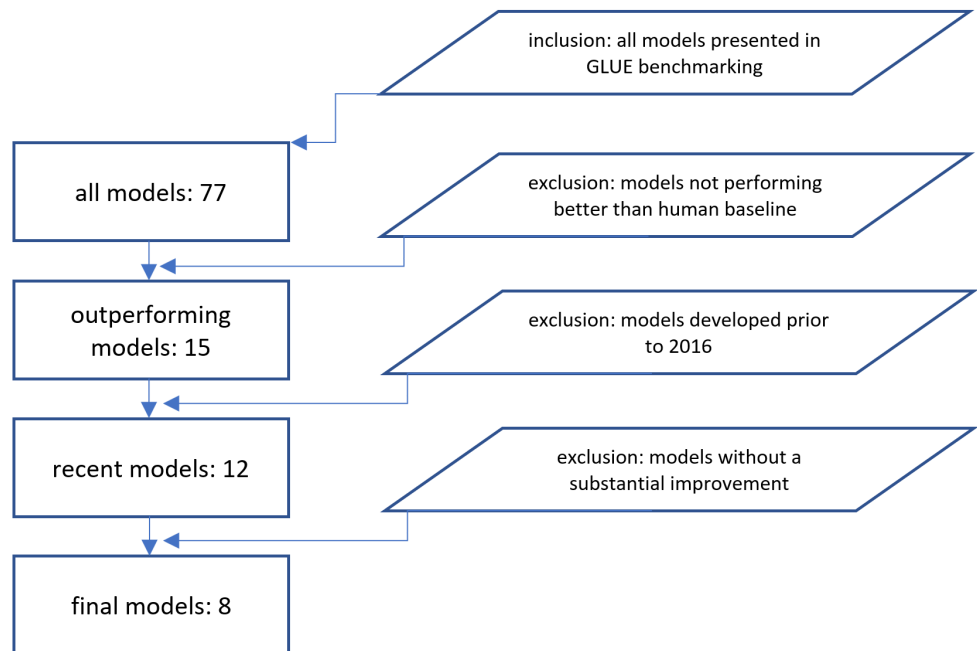 inclusion: all models presented in
GLUE benchmarking
all models: 77
exclusion: models not performing
better than human baseline
outperforming
models: 15
exclusion: models developed prior
to 2016
recent models: 12
exclusion: models without a
substantial improvement
final models: 8